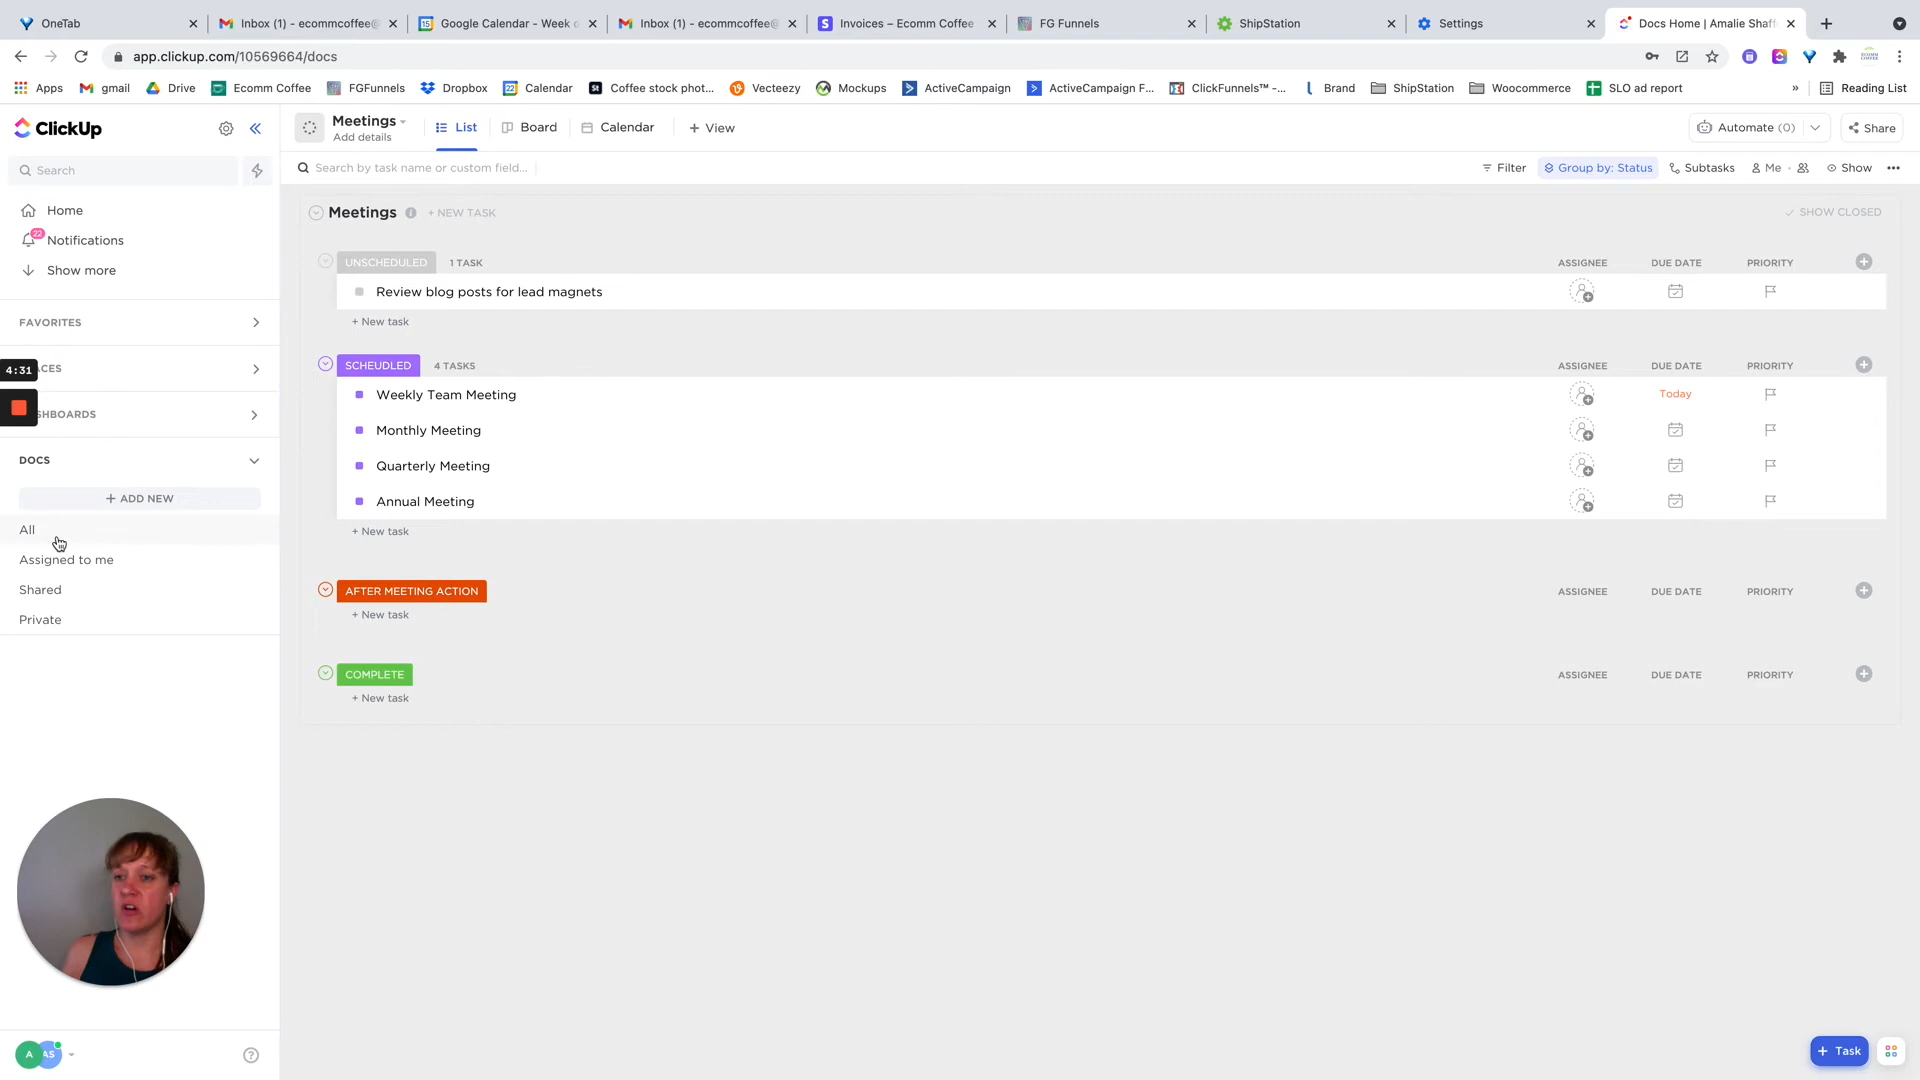 OneTab
Inbox (1) - ecommcoffee@
Google Calendar - Week o
Inbox (1) - ecommcoffee@
Invoices – Ecomm Coffee
FG Funnels
ShipStation
Settings
Docs Home | Amalie Shaff
app.clickup.com/10569664/docs
Apps
gmail
Drive
Ecomm Coffee
FGFunnels
Dropbox
Calendar
Coffee stock phot...
Vecteezy
Mockups
ActiveCampaign
ActiveCampaign F...
ClickFunnels™ -...
Brand
ShipStation
Woocommerce
SLO ad report
»
Reading List
ClickUp
Meetings
Add details
List
Board
Calendar
+ View
Automate (0)
Share
Search
Search by task name or custom field...
Filter
Group by: Status
Subtasks
Me
Show
Home
22
Notifications
Show more
FAVORITES
4:31
ACES
SHBOARDS
DOCS
+ ADD NEW
All
Assigned to me
Shared
Private
Meetings
+ NEW TASK
SHOW CLOSED
UNSCHEDULED
1 TASK
ASSIGNEE
DUE DATE
PRIORITY
Review blog posts for lead magnets
+ New task
SCHEUDLED
4 TASKS
ASSIGNEE
DUE DATE
PRIORITY
Weekly Team Meeting
Today
Monthly Meeting
Quarterly Meeting
Annual Meeting
+ New task
AFTER MEETING ACTION
ASSIGNEE
DUE DATE
PRIORITY
+ New task
COMPLETE
ASSIGNEE
DUE DATE
PRIORITY
+ New task
A
AS
+ Task